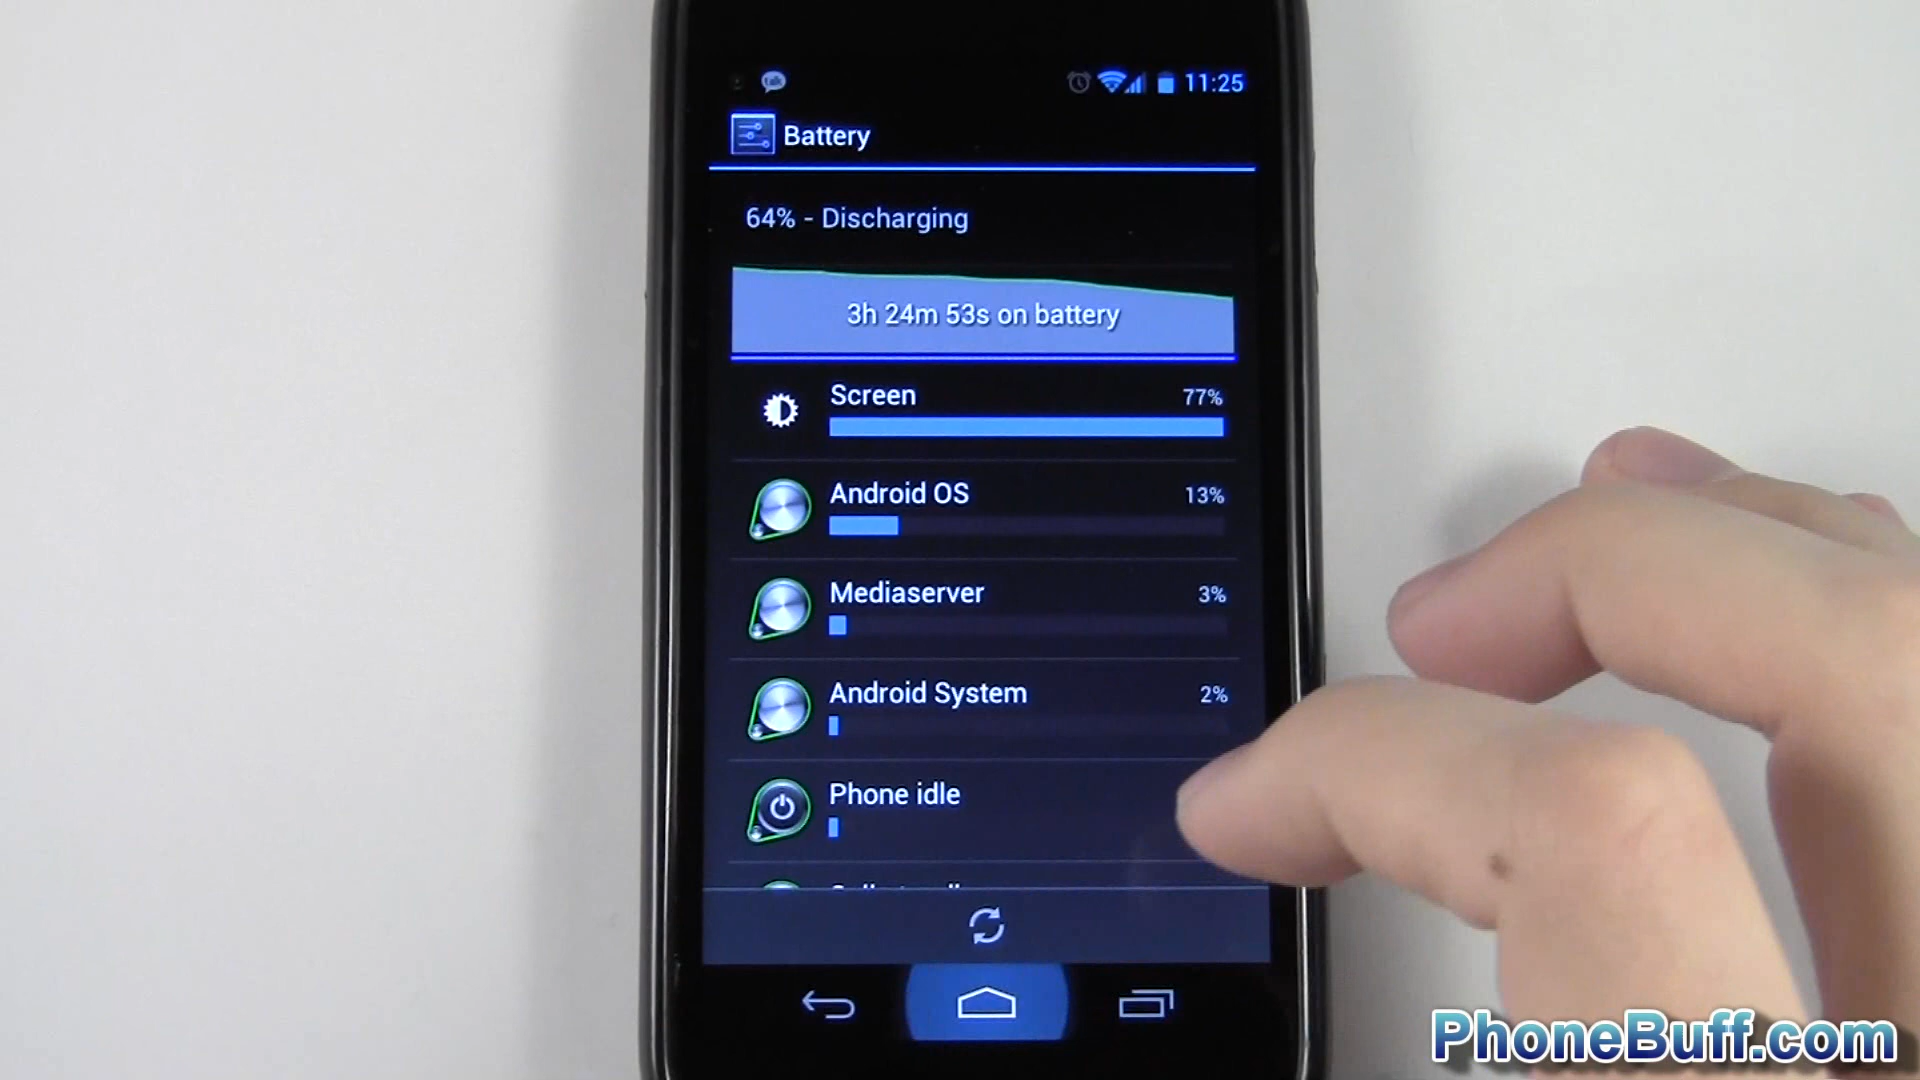 talk
11:25
Battery
64% - Discharging
3h 24m 53s on battery
Screen 77%
Android OS 13%
Mediaserver 3%
Android System 2%
Phone idle
PhoneBuff.com